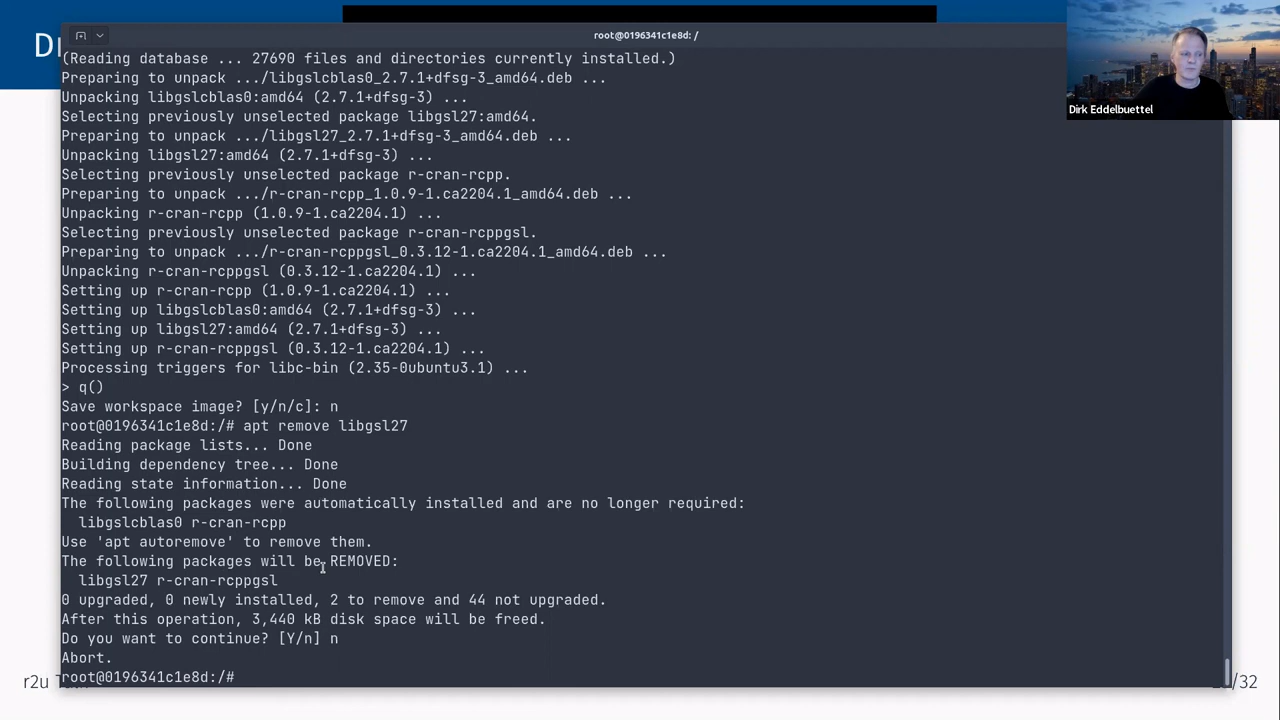 root@0196341c1e8d: /
(Reading database ... 27690 files and directories currently installed.)
Preparing to unpack .../libgslcblas0_2.7.1+dfsg-3_amd64.deb ...
Unpacking libgslcblas0:amd64 (2.7.1+dfsg-3) ...
Selecting previously unselected package libgsl27:amd64.
Preparing to unpack .../libgsl27_2.7.1+dfsg-3_amd64.deb ...
Unpacking libgsl27:amd64 (2.7.1+dfsg-3) ...
Selecting previously unselected package r-cran-rcpp.
Preparing to unpack .../r-cran-rcpp_1.0.9-1.ca2204.1_amd64.deb ...
Unpacking r-cran-rcpp (1.0.9-1.ca2204.1) ...
Selecting previously unselected package r-cran-rcppgsl.
Preparing to unpack .../r-cran-rcppgsl_0.3.12-1.ca2204.1_amd64.deb ...
Unpacking r-cran-rcppgsl (0.3.12-1.ca2204.1) ...
Setting up r-cran-rcpp (1.0.9-1.ca2204.1) ...
Setting up libgslcblas0:amd64 (2.7.1+dfsg-3) ...
Setting up libgsl27:amd64 (2.7.1+dfsg-3) ...
Setting up r-cran-rcppgsl (0.3.12-1.ca2204.1) ...
Processing triggers for libc-bin (2.35-0ubuntu3.1) ...
> q()
Save workspace image? [y/n/c]: n
root@0196341c1e8d:/# apt remove libgsl27
Reading package lists... Done
Building dependency tree... Done
Reading state information... Done
The following packages were automatically installed and are no longer required:
libgslcblas0 r-cran-rcpp
Use 'apt autoremove' to remove them.
The following packages will be REMOVED:
libgsl27 r-cran-rcppgsl
0 upgraded, 0 newly installed, 2 to remove and 44 not upgraded.
After this operation, 3,440 kB disk space will be freed.
Do you want to continue? [Y/n] n
Abort.
root@0196341c1e8d:/#
Dirk Eddelbuettel
r2u
/32